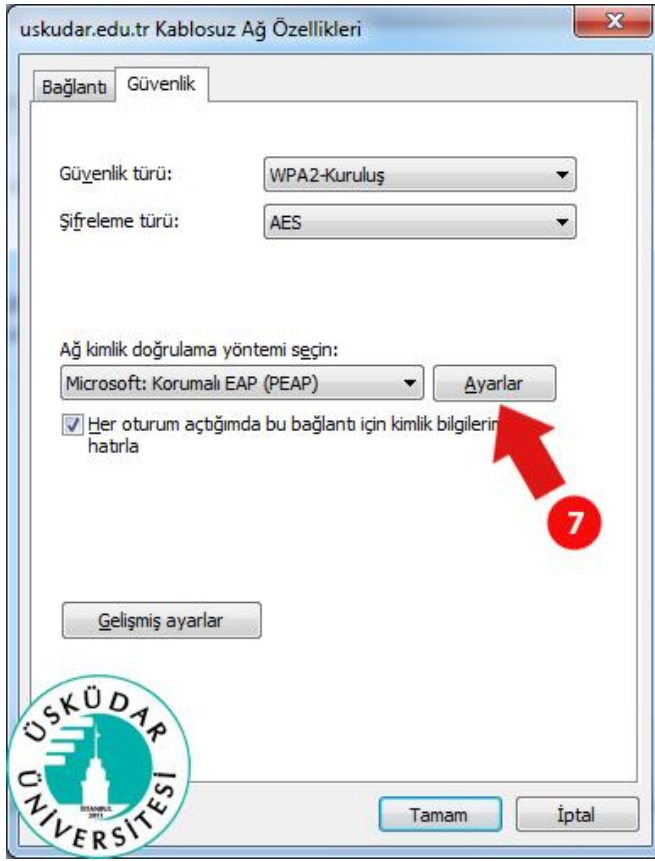 uskudar.edu.tr Kablosuz Ağ Özellikleri
Bağlantı Güvenlik
Güvenlik türü: WPA2-Kuruluş
Şifreleme türü: AES
Ağ kimlik doğrulama yöntemi seçin:
Microsoft: Korumalı EAP (PEAP) Ayarlar
Her oturum açtığımda bu bağlantı için kimlik
hatırla
7
Gelişmiş ayarlar
ÜSKÜDAR
ÜNİVERSİTESİ
İSTANBUL
2011
Tamam İptal